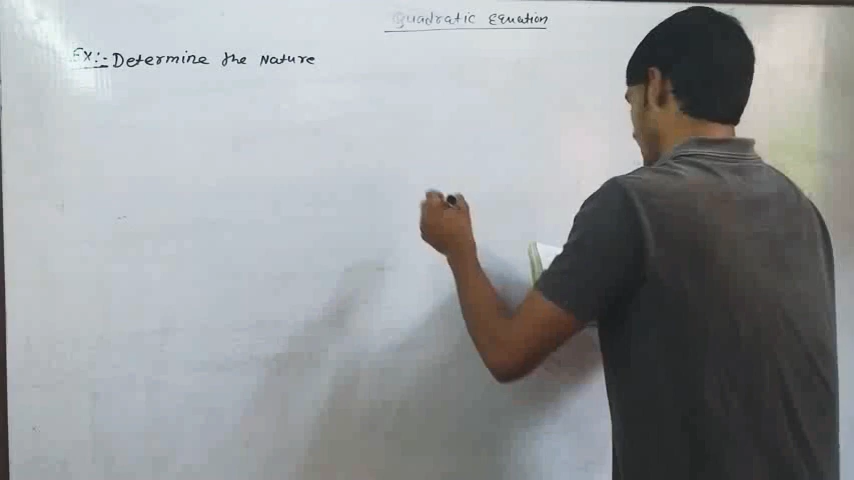 Quadratic Equation
Ex:- Determine the Nature